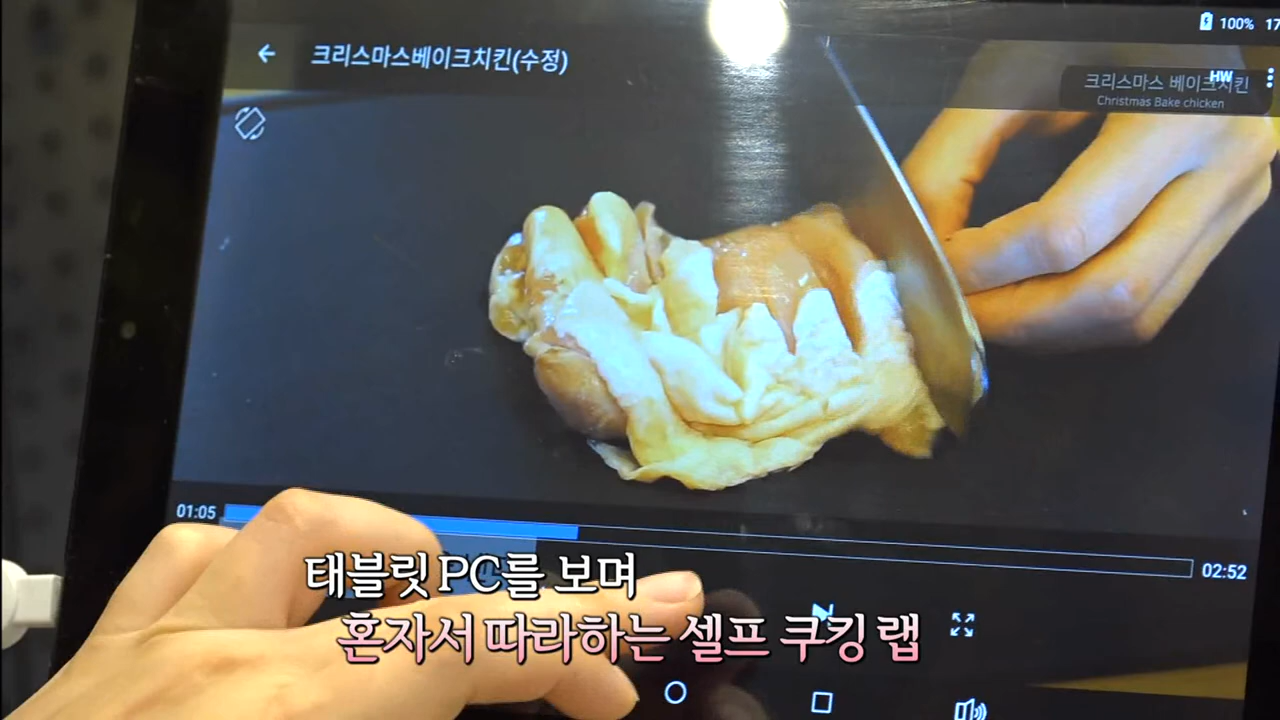 100% 17
크리스마스베이크치킨(수정)
HW
크리스마스 베이크치킨
Christmas Bake chicken
01:05
02:52
태블릿 PC를 보며
혼자서 따라하는 셀프 쿠킹 랩